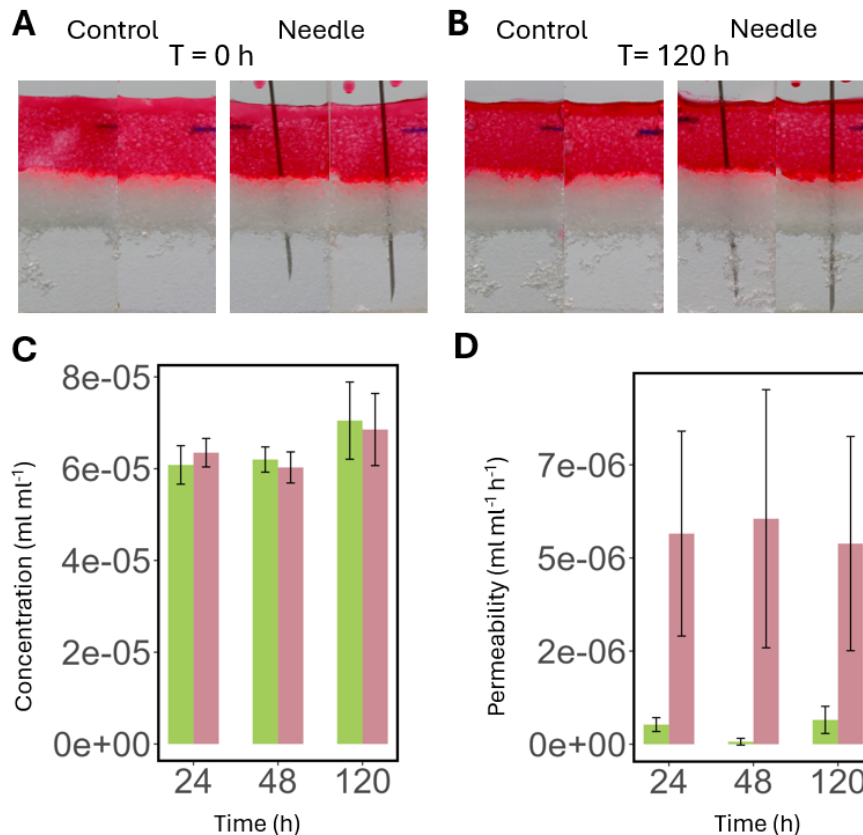 A
Control
Needle
T = 0 h
B
Control
Needle
T= 120 h
C
Concentration (ml ml⁻¹)
8e-05
6e-05
4e-05
2e-05
0e+00
24
48
120
Time (h)
D
Permeability (ml ml⁻¹ h⁻¹)
7e-06
5e-06
2e-06
0e+00
24
48
120
Time (h)